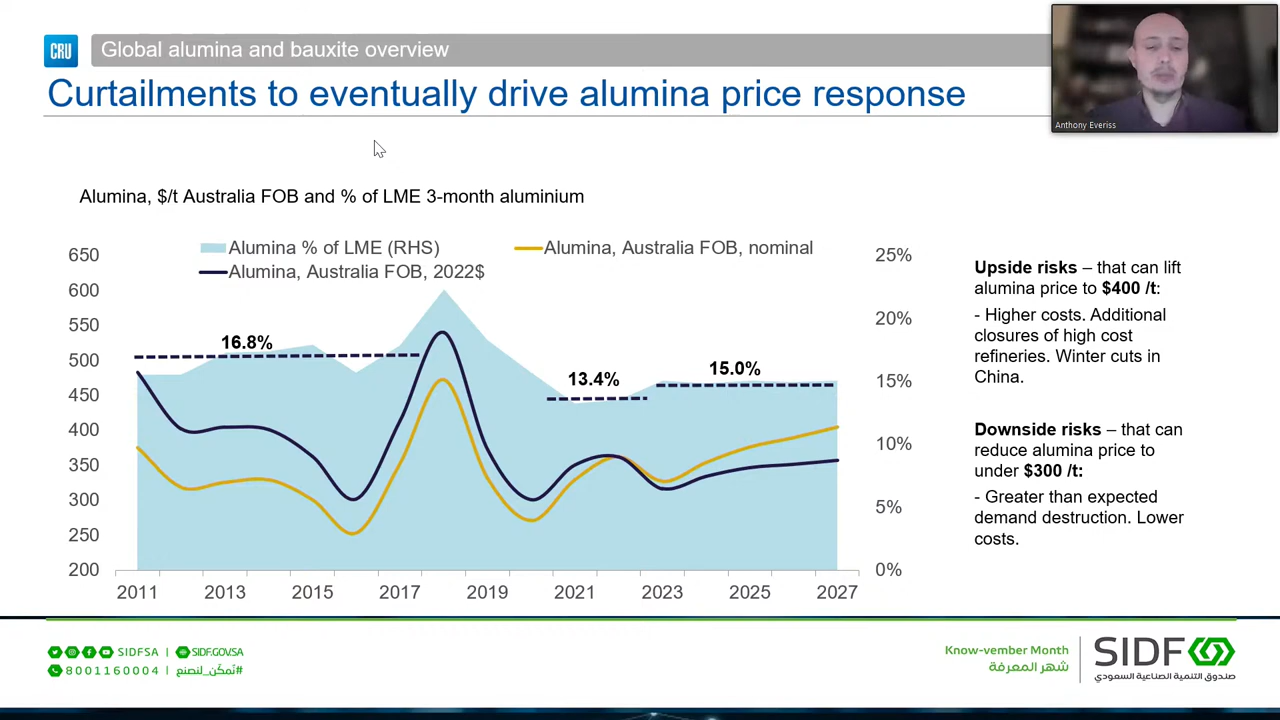 CRU
Global alumina and bauxite overview
Curtailments to eventually drive alumina price response
Anthony Everiss
Alumina, $/t Australia FOB and % of LME 3-month aluminium
Alumina % of LME (RHS)
Alumina, Australia FOB, nominal
Alumina, Australia FOB, 2022$
650
600
550
500
450
400
350
300
250
200
25%
20%
15%
10%
5%
0%
16.8%
13.4%
15.0%
2011 2013 2015 2017 2019 2021 2023 2025 2027
Upside risks – that can lift
alumina price to $400 /t:
- Higher costs. Additional
closures of high cost
refineries. Winter cuts in
China.
Downside risks – that can
reduce alumina price to
under $300 /t:
- Greater than expected
demand destruction. Lower
costs.
SIDFSA | SIDF.GOV.SA
8001160004 | #نُمكّن_لنصنع
Know-vember Month
شهر المعرفة
SIDF
صندوق التنمية الصناعية السعودي